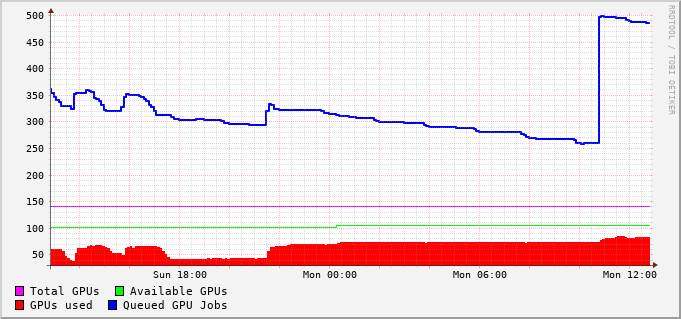 500
450
400
350
300
250
200
150
100
50
Sun 18:00 Mon 00:00 Mon 06:00 Mon 12:00
Total GPUs Available GPUs
GPUs used Queued GPU Jobs
RRDTOOL / TOBI OETIKER